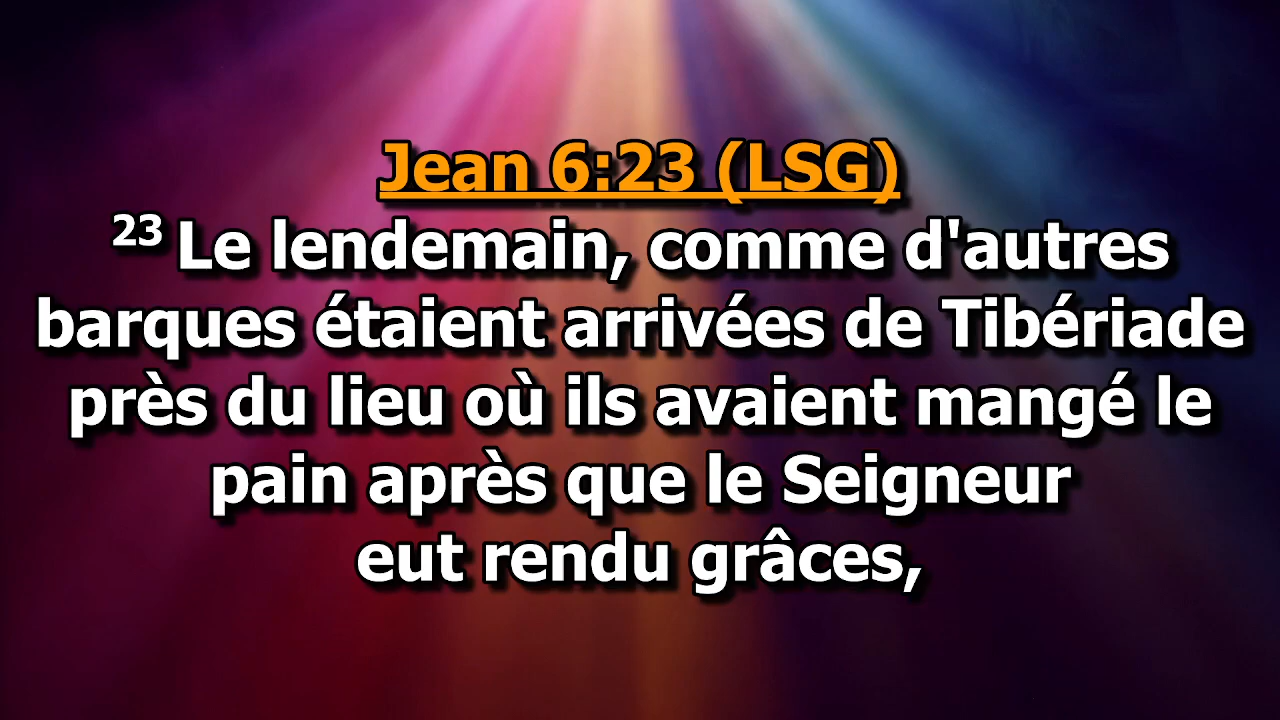 Jean 6:23 (LSG)
23 Le lendemain, comme d'autres
barques étaient arrivées de Tibériade
près du lieu où ils avaient mangé le
pain après que le Seigneur
eut rendu grâces,